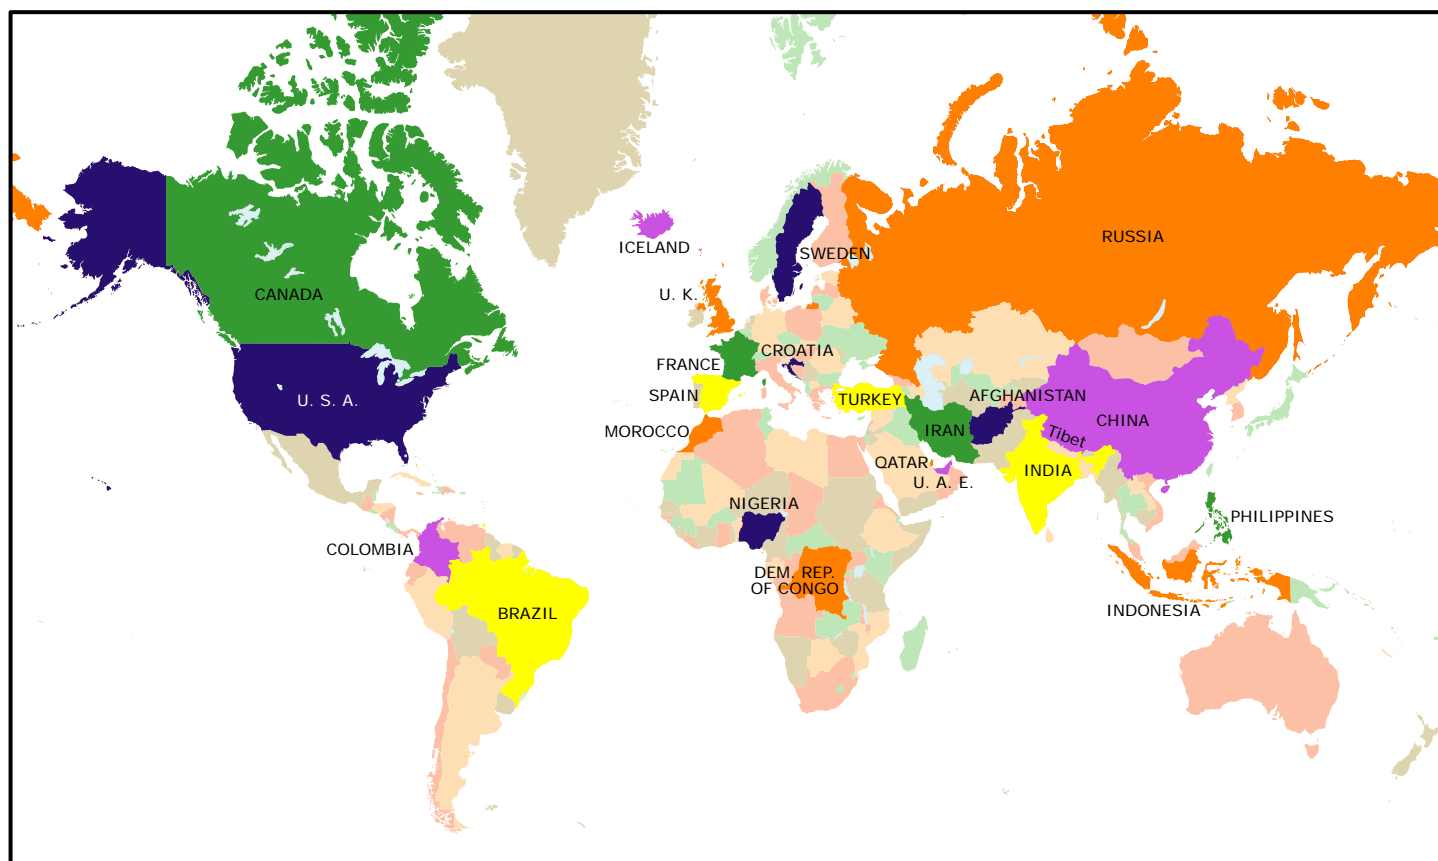 RUSSIA
ICELAND
SWEDEN
CANADA
U. K.
CROATIA
FRANCE
SPAIN
TURKEY
AFGHANISTAN
U. S. A.
CHINA
MOROCCO
IRAN
Tibet
QATAR
INDIA
U. A. E.
NIGERIA
PHILIPPINES
COLOMBIA
DEM. REP.
OF CONGO
INDONESIA
BRAZIL